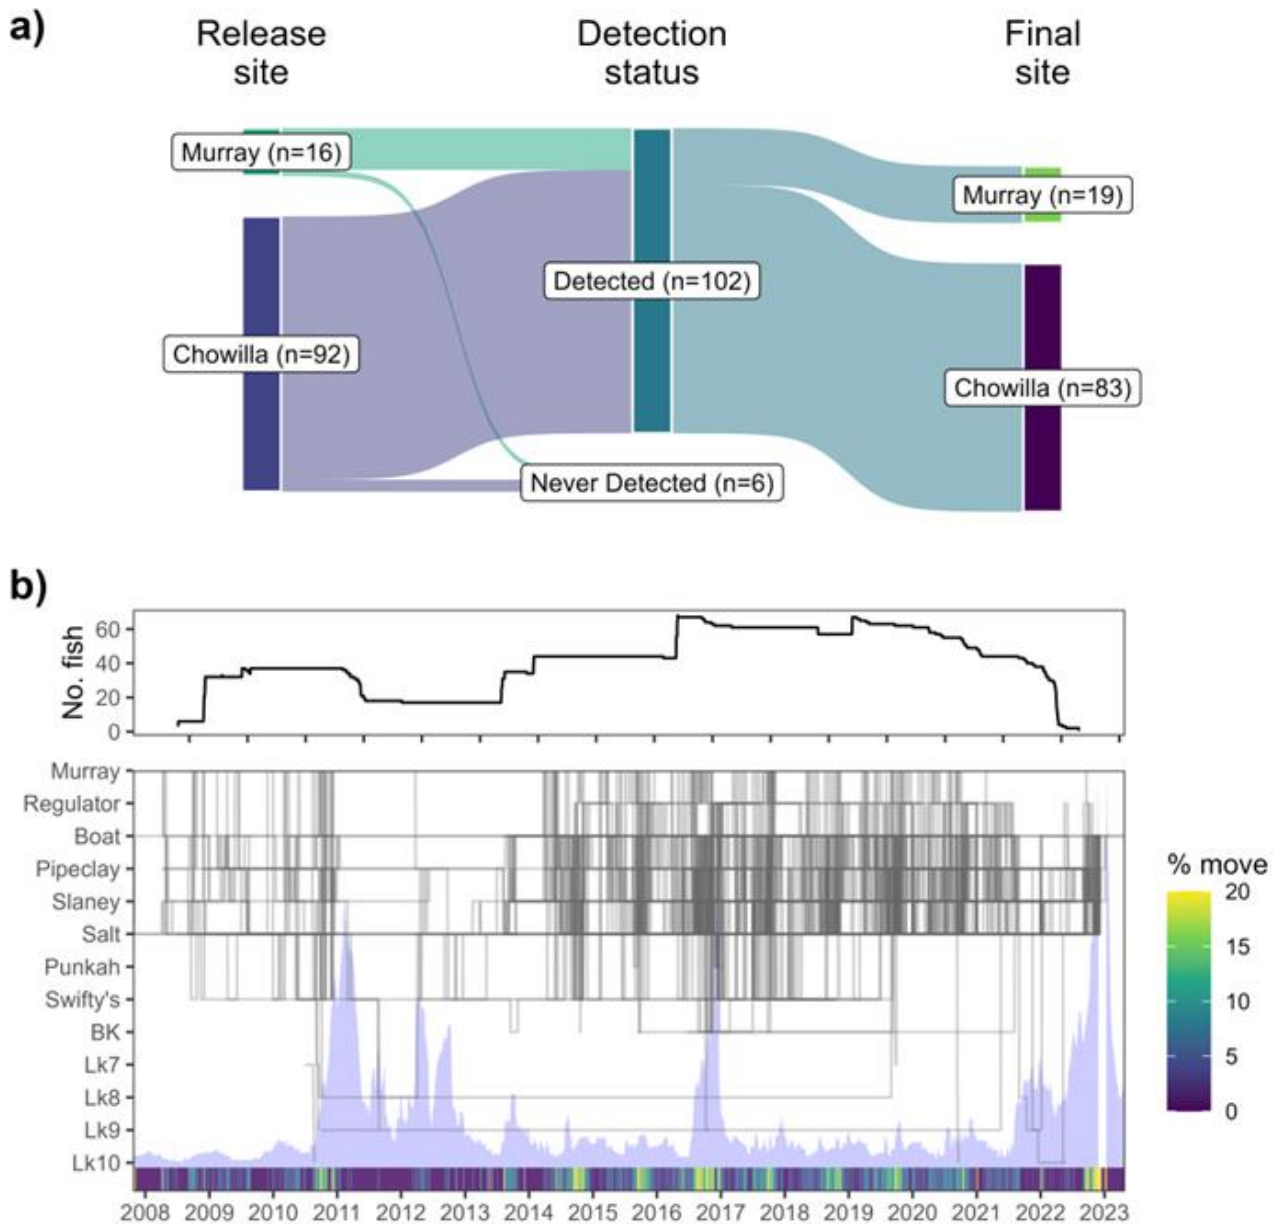 a)
Release site
Detection status
Final site
Murray (n=16)
Murray (n=19)
Detected (n=102)
Chowilla (n=92)
Chowilla (n=83)
Never Detected (n=6)
b)
No. fish
60
40
20
0
Murray
Regulator
Boat
Pipeclay
Slaney
Salt
Punkah
Swifty's
BK
Lk7
Lk8
Lk9
Lk10
% move
20
15
10
5
0
2008 2009 2010 2011 2012 2013 2014 2015 2016 2017 2018 2019 2020 2021 2022 2023